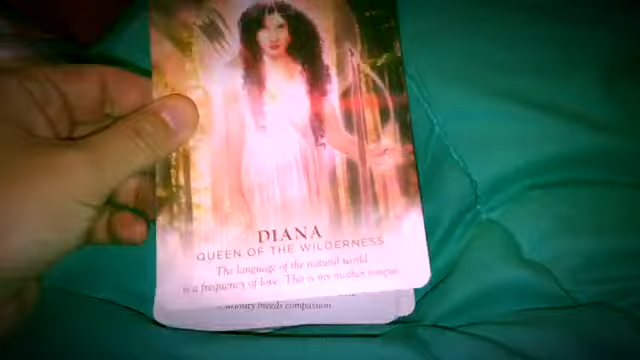 DIANA
QUEEN OF THE WILDERNESS
The language of the natural world
is a frequency of love. This is my mother tongue.
needs compassion.